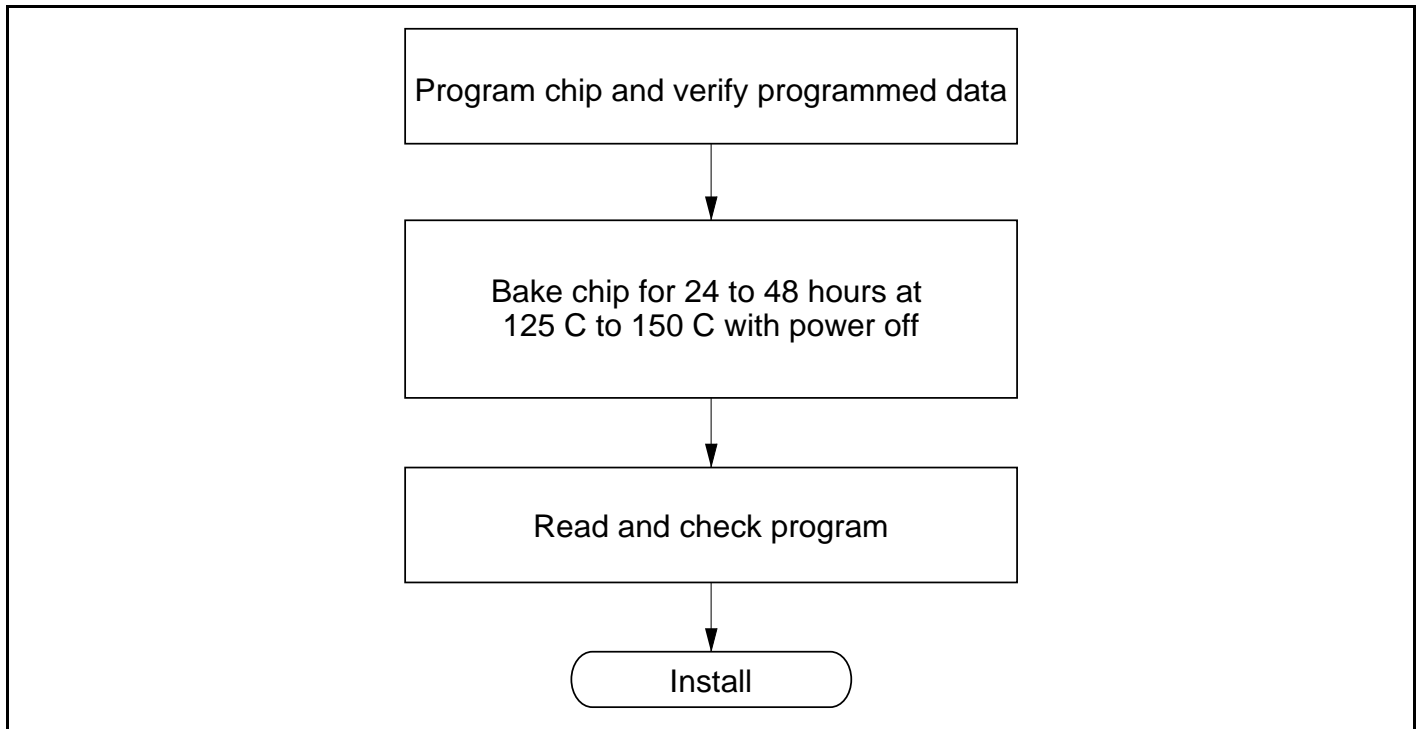 Program chip and verify programmed data
Bake chip for 24 to 48 hours at
125 C to 150 C with power off
Read and check program
Install